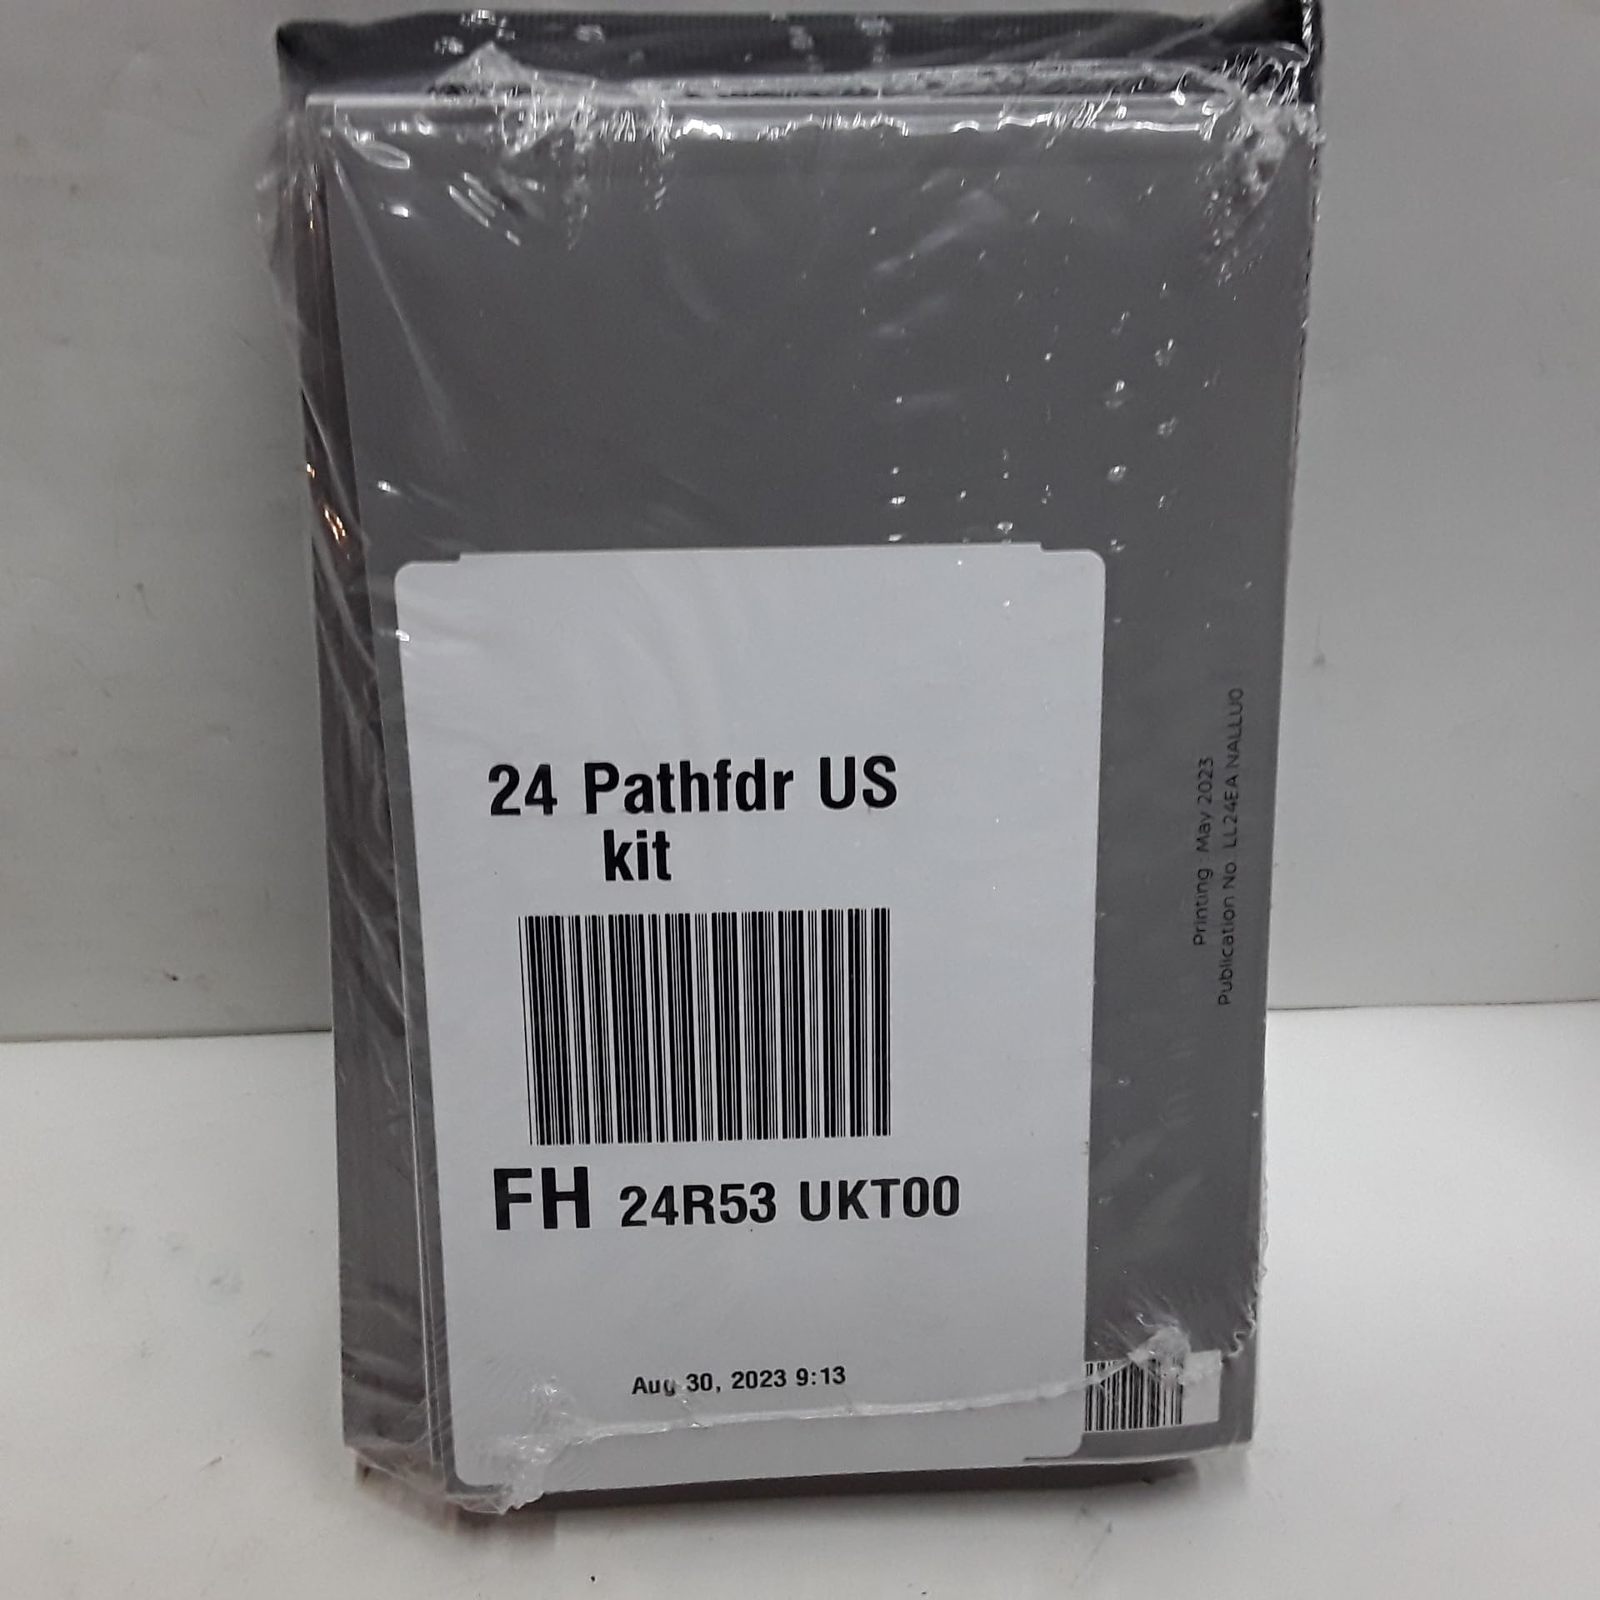 24 Pathfdr US
kit
FH 24R53 UKT00
Aug 30, 2023 9:13
Printing May 2023
Publication No. LL24EA NALLU0